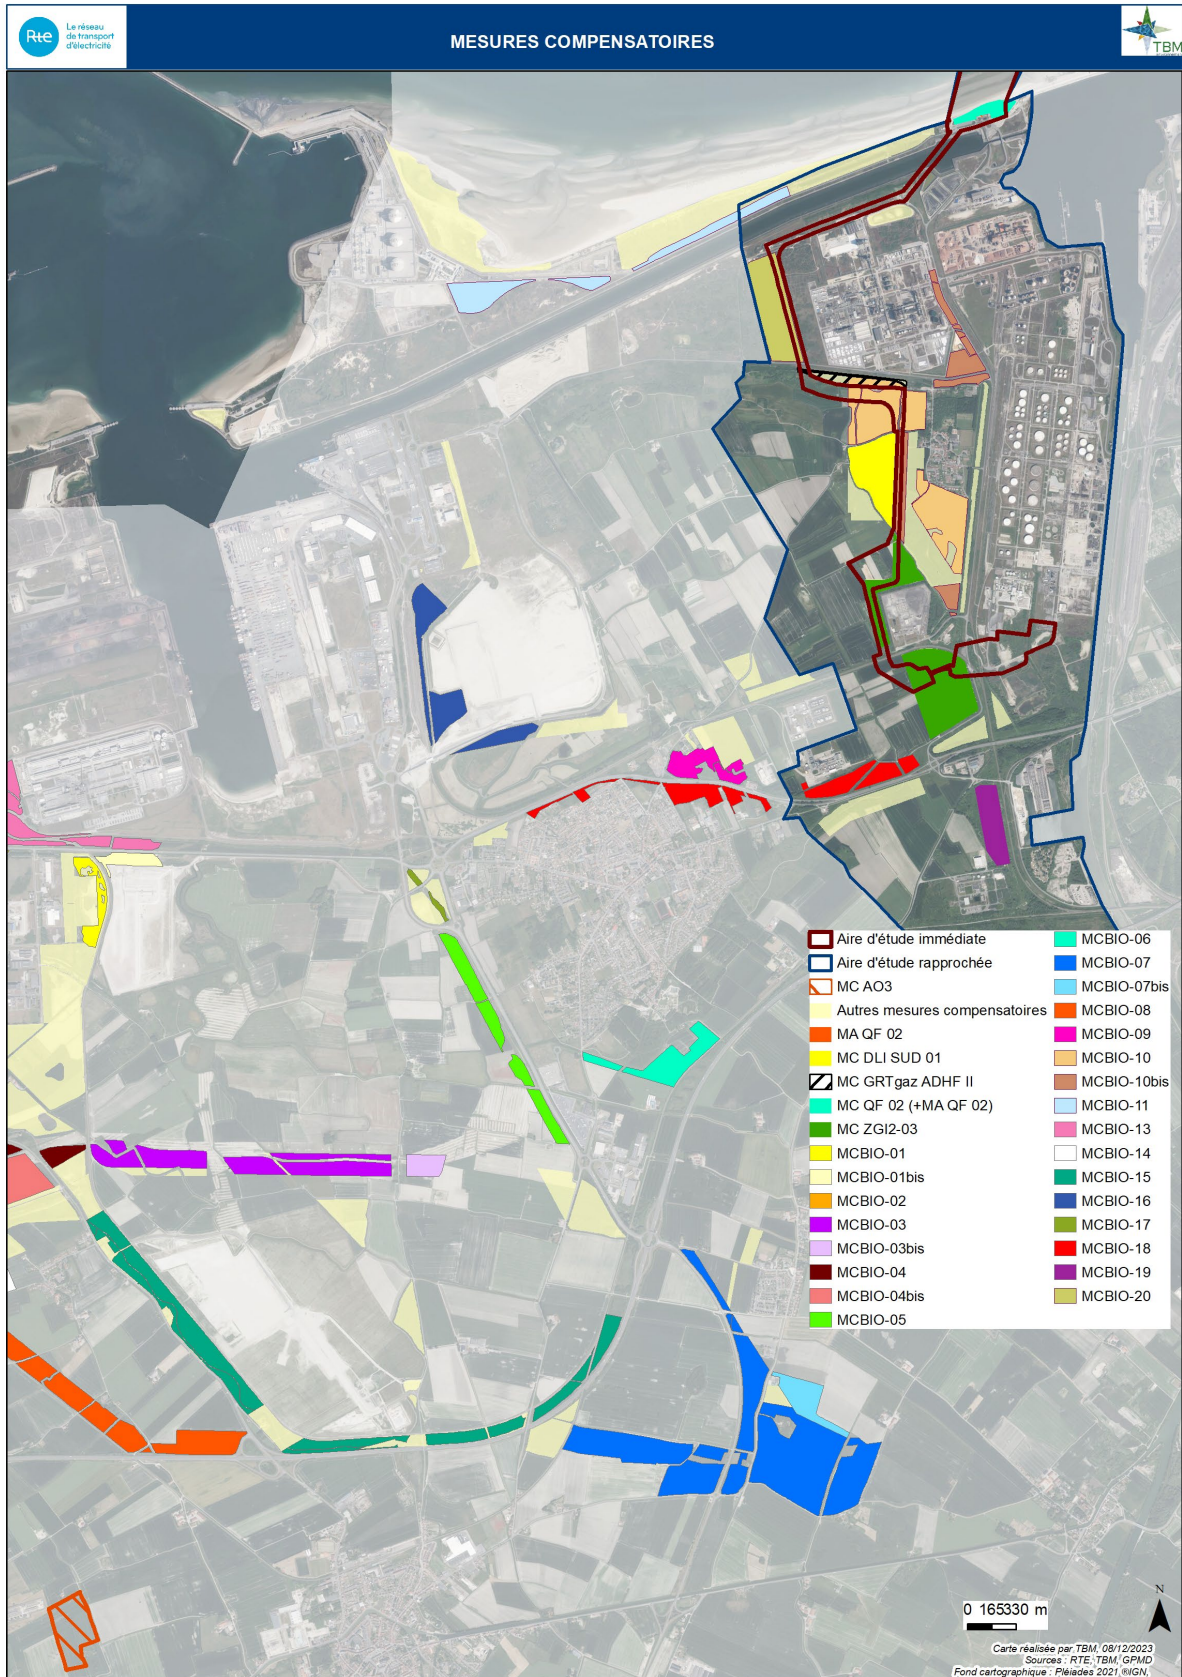 Rte
Le réseau
de transport
d'électricité
MESURES COMPENSATOIRES
TBM
Aire d'étude immédiate
Aire d'étude rapprochée
MC AO3
Autres mesures compensatoires
MA QF 02
MC DLI SUD 01
MC GRTgaz ADHF II
MC QF 02 (+MA QF 02)
MC ZGI2-03
MCBIO-01
MCBIO-01bis
MCBIO-02
MCBIO-03
MCBIO-03bis
MCBIO-04
MCBIO-04bis
MCBIO-05
MCBIO-06
MCBIO-07
MCBIO-07bis
MCBIO-08
MCBIO-09
MCBIO-10
MCBIO-10bis
MCBIO-11
MCBIO-13
MCBIO-14
MCBIO-15
MCBIO-16
MCBIO-17
MCBIO-18
MCBIO-19
MCBIO-20
N
0 165330 m
Carte réalisée par TBM, 08/12/2023
Sources : RTE, TBM, GPMD
Fond cartographique : Pléiades 2021, ®IGN,